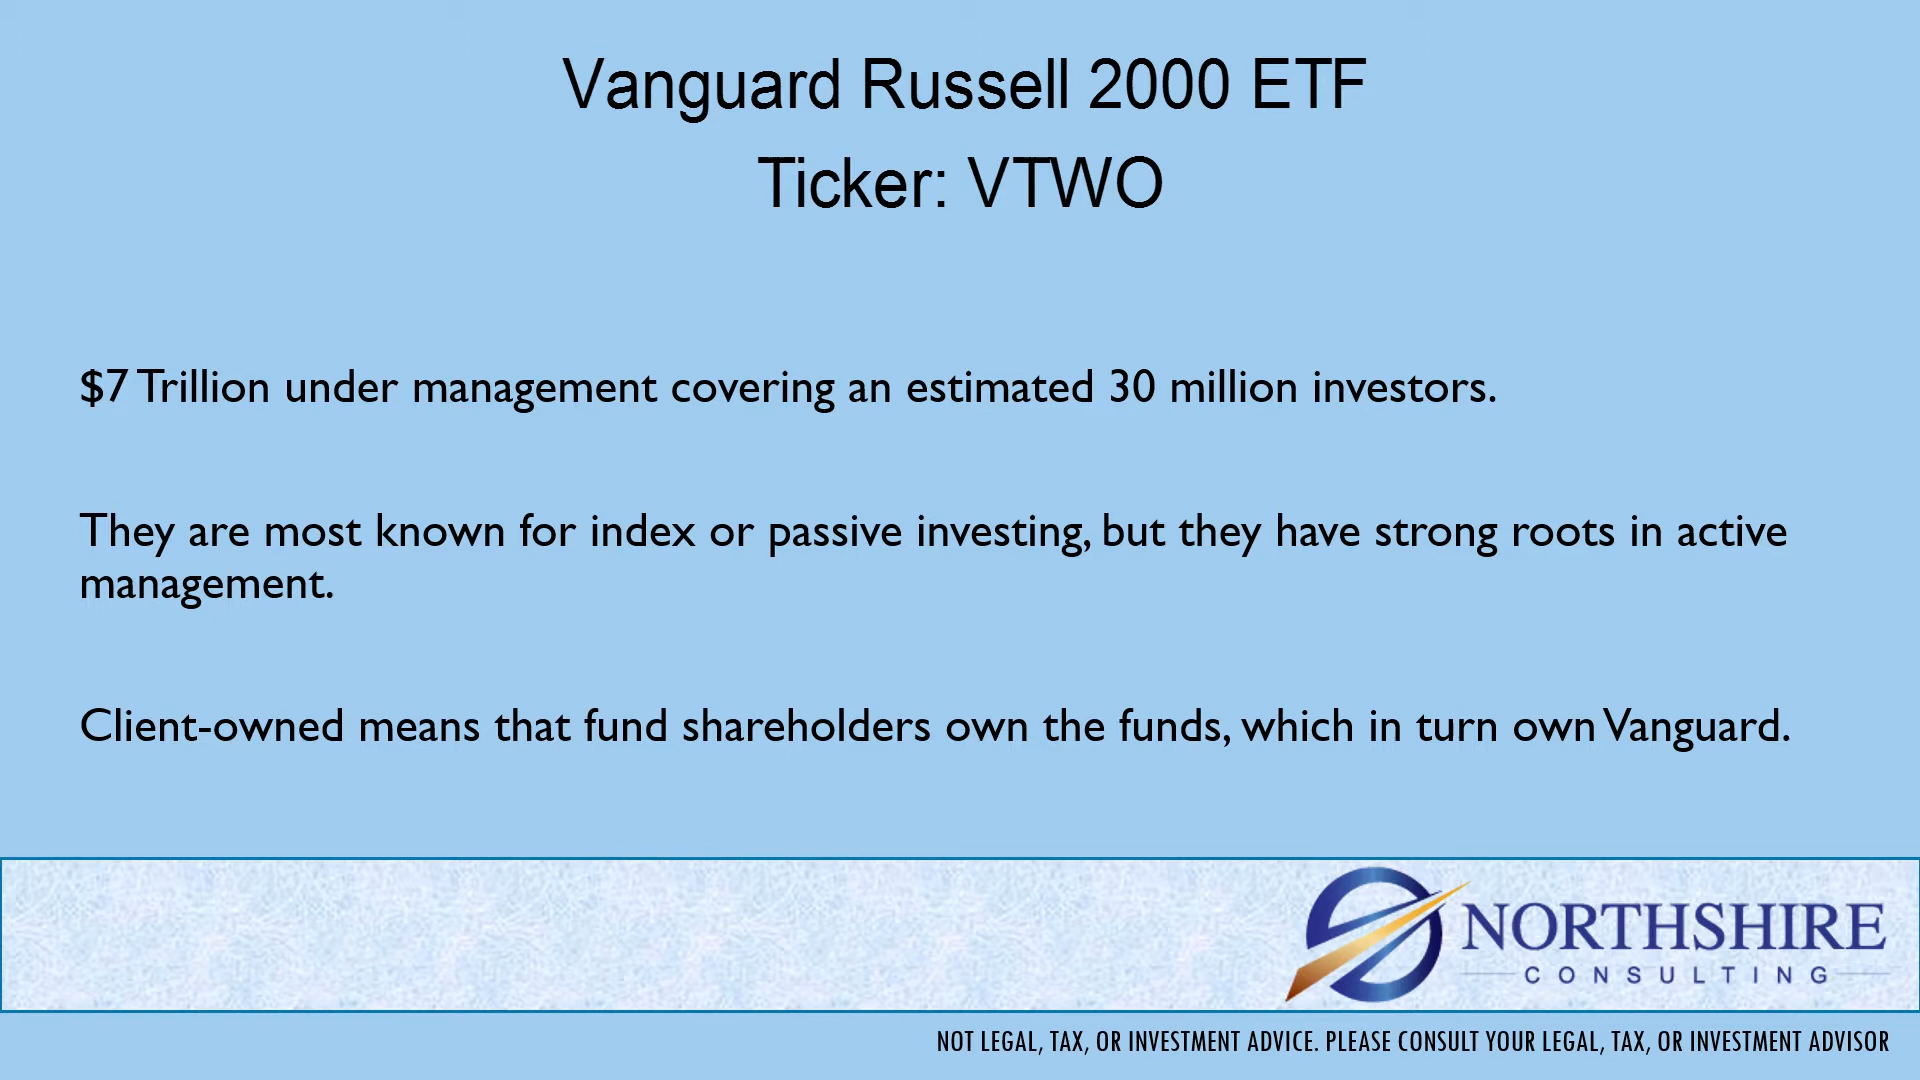 Vanguard Russell 2000 ETF
Ticker: VTWO
$7 Trillion under management covering an estimated 30 million investors.
They are most known for index or passive investing, but they have strong roots in active
management.
Client-owned means that fund shareholders own the funds, which in turn own Vanguard.
NORTHSHIRE
CONSULTING
NOT LEGAL, TAX, OR INVESTMENT ADVICE. PLEASE CONSULT YOUR LEGAL, TAX, OR INVESTMENT ADVISOR